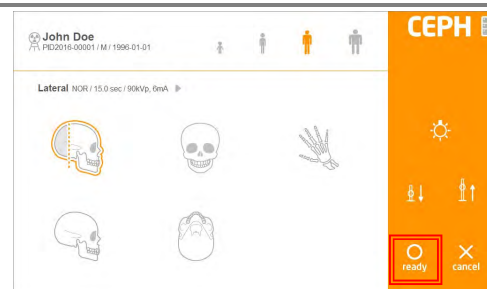 John Doe
PID2016-00001 / M / 1996-01-01
CEPH
Lateral NOR / 15.0 sec / 90kVp, 6mA
ready
cancel